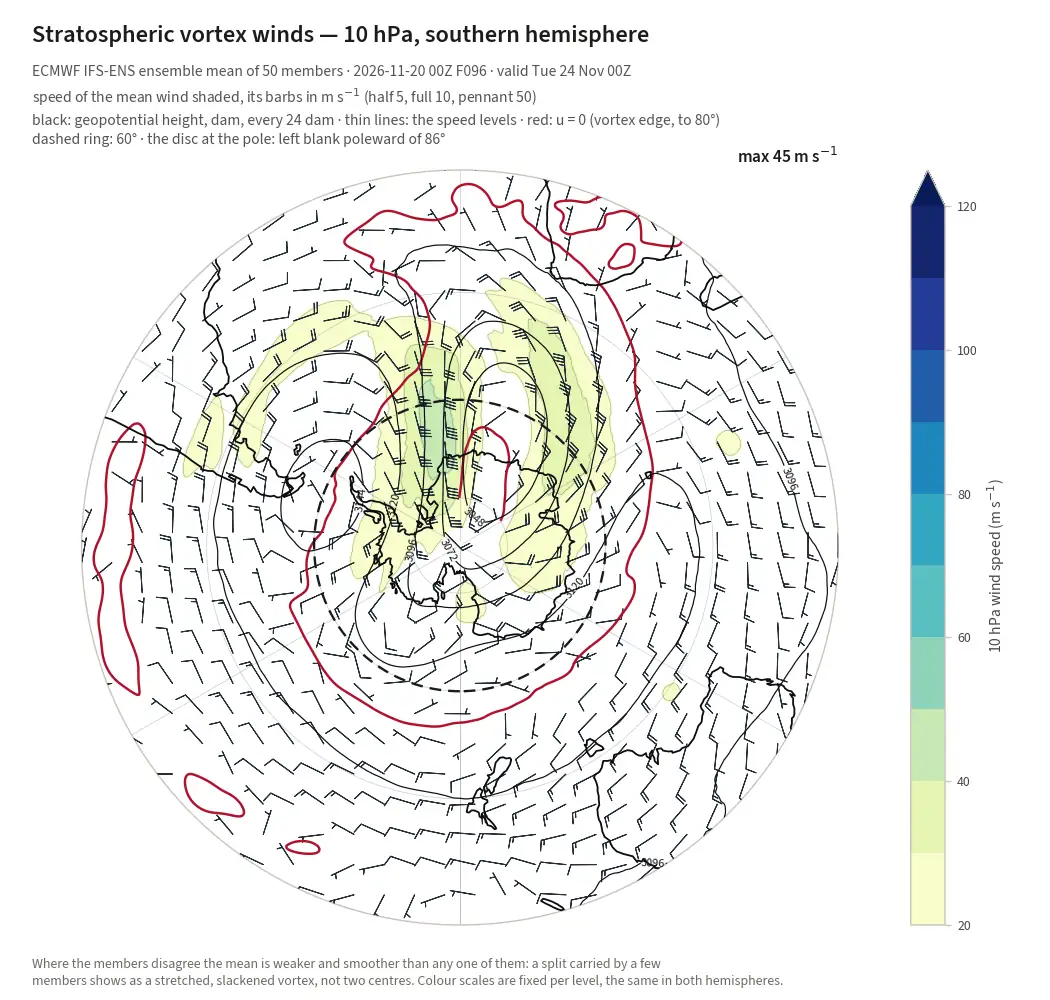 Stratospheric vortex winds — 10 hPa, southern hemisphere
ECMWF IFS-ENS ensemble mean of 50 members · 2026-11-20 00Z F096 · valid Tue 24 Nov 00Z
speed of the mean wind shaded, its barbs in m s⁻¹ (half 5, full 10, pennant 50)
black: geopotential height, dam, every 24 dam · thin lines: the speed levels · red: u = 0 (vortex edge, to 80°)
dashed ring: 60° · the disc at the pole: left blank poleward of 86°
max 45 m s⁻¹
120
100
80
60
40
20
10 hPa wind speed (m s⁻¹)
3096
3048
3072
3096
3120
3096
Where the members disagree the mean is weaker and smoother than any one of them: a split carried by a few
members shows as a stretched, slackened vortex, not two centres. Colour scales are fixed per level, the same in both hemispheres.